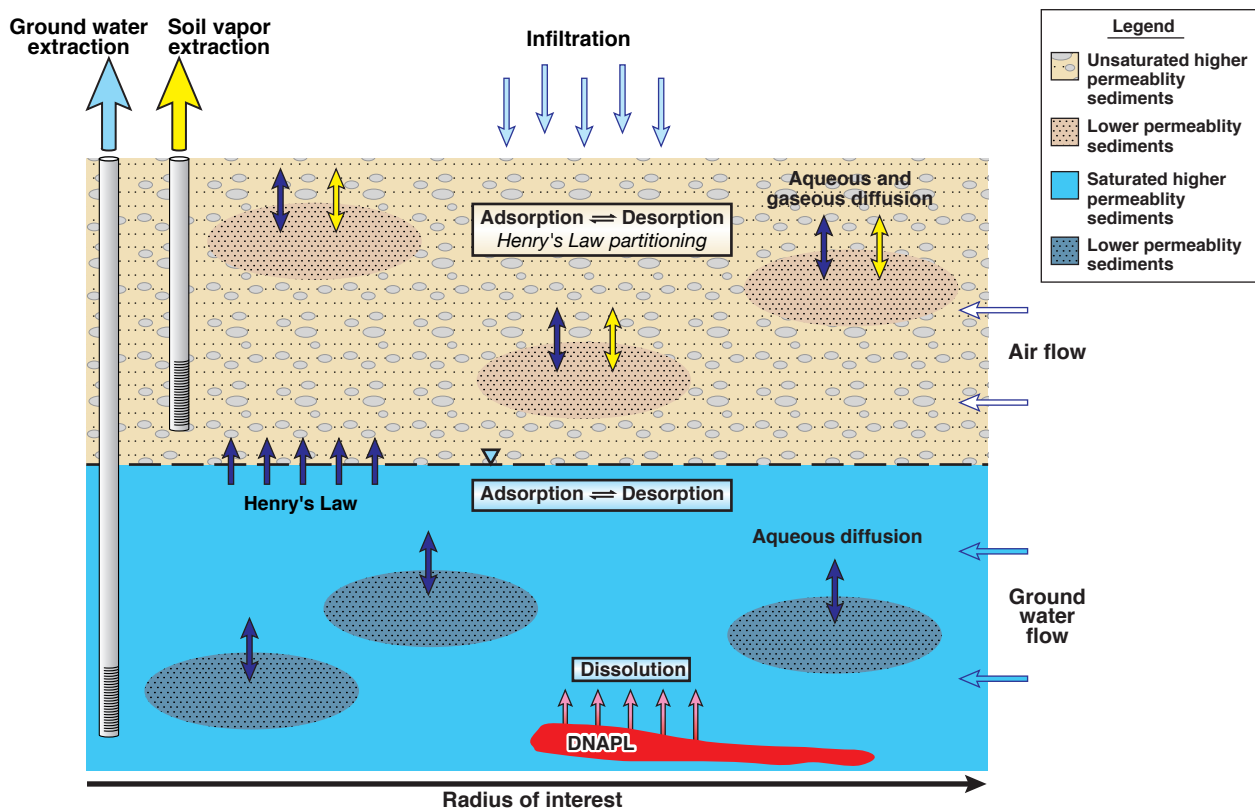 Ground water
extraction
Soil vapor
extraction
Infiltration
Legend
Unsaturated higher
permeablity
sediments
Lower permeablity
sediments
Saturated higher
permeablity
sediments
Lower permeablity
sediments
Adsorption ⇌ Desorption
Henry's Law partitioning
Aqueous and
gaseous diffusion
Air flow
Henry's Law
Adsorption ⇌ Desorption
Aqueous diffusion
Ground
water
flow
Dissolution
DNAPL
Radius of interest